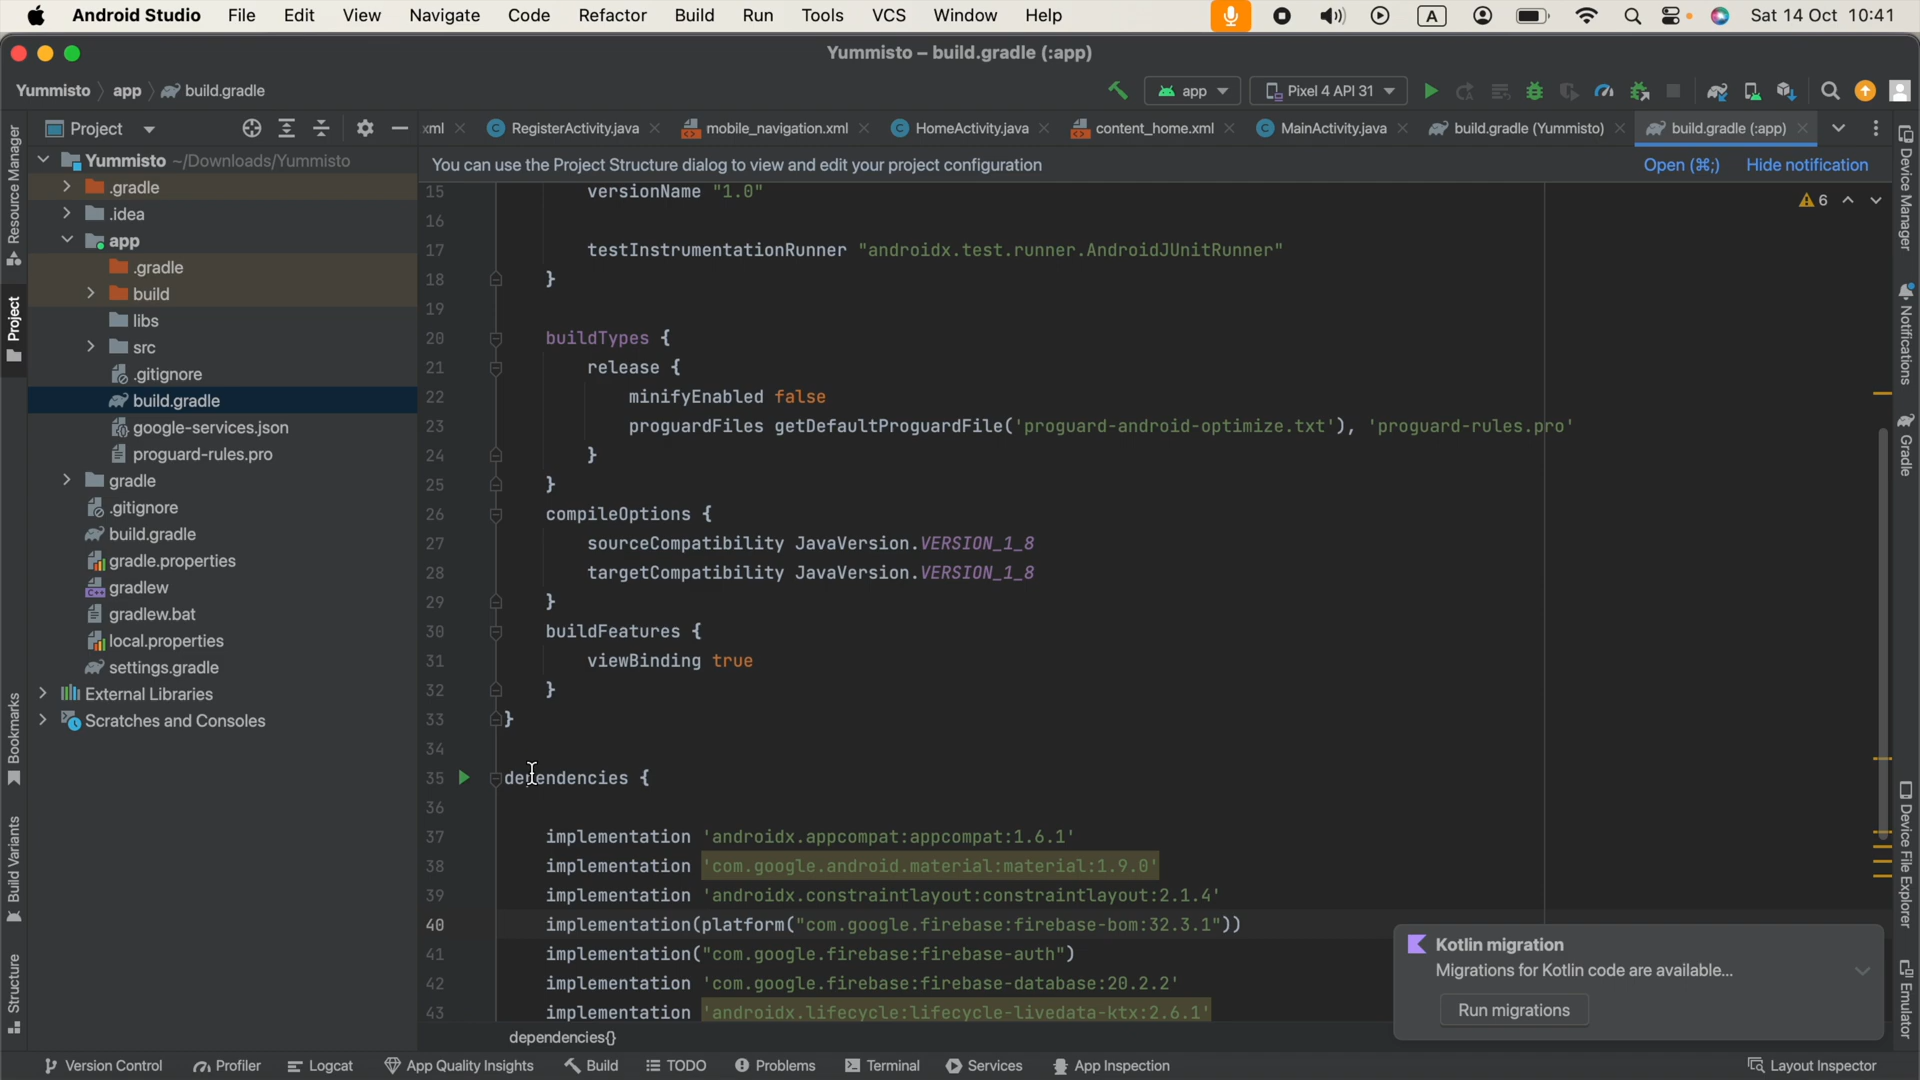 Android Studio File Edit View Navigate Code Refactor Build Run Tools VCS Window Help A Sat 14 Oct 10:41
Yummisto – build.gradle (:app)
Yummisto app build.gradle app Pixel 4 API 31
Project xml RegisterActivity.java mobile_navigation.xml HomeActivity.java content_home.xml MainActivity.java build.gradle (Yummisto) build.gradle (:app)
You can use the Project Structure dialog to view and edit your project configuration Open (⌘;) Hide notification
Resource Manager
Project
Bookmarks
Build Variants
Structure
Yummisto ~/Downloads/Yummisto
.gradle
.idea
app
.gradle
build
libs
src
.gitignore
build.gradle
google-services.json
proguard-rules.pro
gradle
.gitignore
build.gradle
gradle.properties
C++ gradlew
gradlew.bat
local.properties
settings.gradle
External Libraries
Scratches and Consoles
15 versionName "1.0"
16
17 testInstrumentationRunner "androidx.test.runner.AndroidJUnitRunner"
18 }
19
20 buildTypes {
21 release {
22 minifyEnabled false
23 proguardFiles getDefaultProguardFile('proguard-android-optimize.txt'), 'proguard-rules.pro'
24 }
25 }
26 compileOptions {
27 sourceCompatibility JavaVersion.VERSION_1_8
28 targetCompatibility JavaVersion.VERSION_1_8
29 }
30 buildFeatures {
31 viewBinding true
32 }
33 }
34
35 dependencies {
36
37 implementation 'androidx.appcompat:appcompat:1.6.1'
38 implementation 'com.google.android.material:material:1.9.0'
39 implementation 'androidx.constraintlayout:constraintlayout:2.1.4'
40 implementation(platform("com.google.firebase:firebase-bom:32.3.1"))
41 implementation("com.google.firebase:firebase-auth")
42 implementation 'com.google.firebase:firebase-database:20.2.2'
43 implementation 'androidx.lifecycle:lifecycle-livedata-ktx:2.6.1'
dependencies{}
6
Device Manager
Notifications
Gradle
Device File Explorer
Emulator
Kotlin migration
Migrations for Kotlin code are available...
Run migrations
Version Control Profiler Logcat App Quality Insights Build TODO Problems Terminal Services App Inspection Layout Inspector